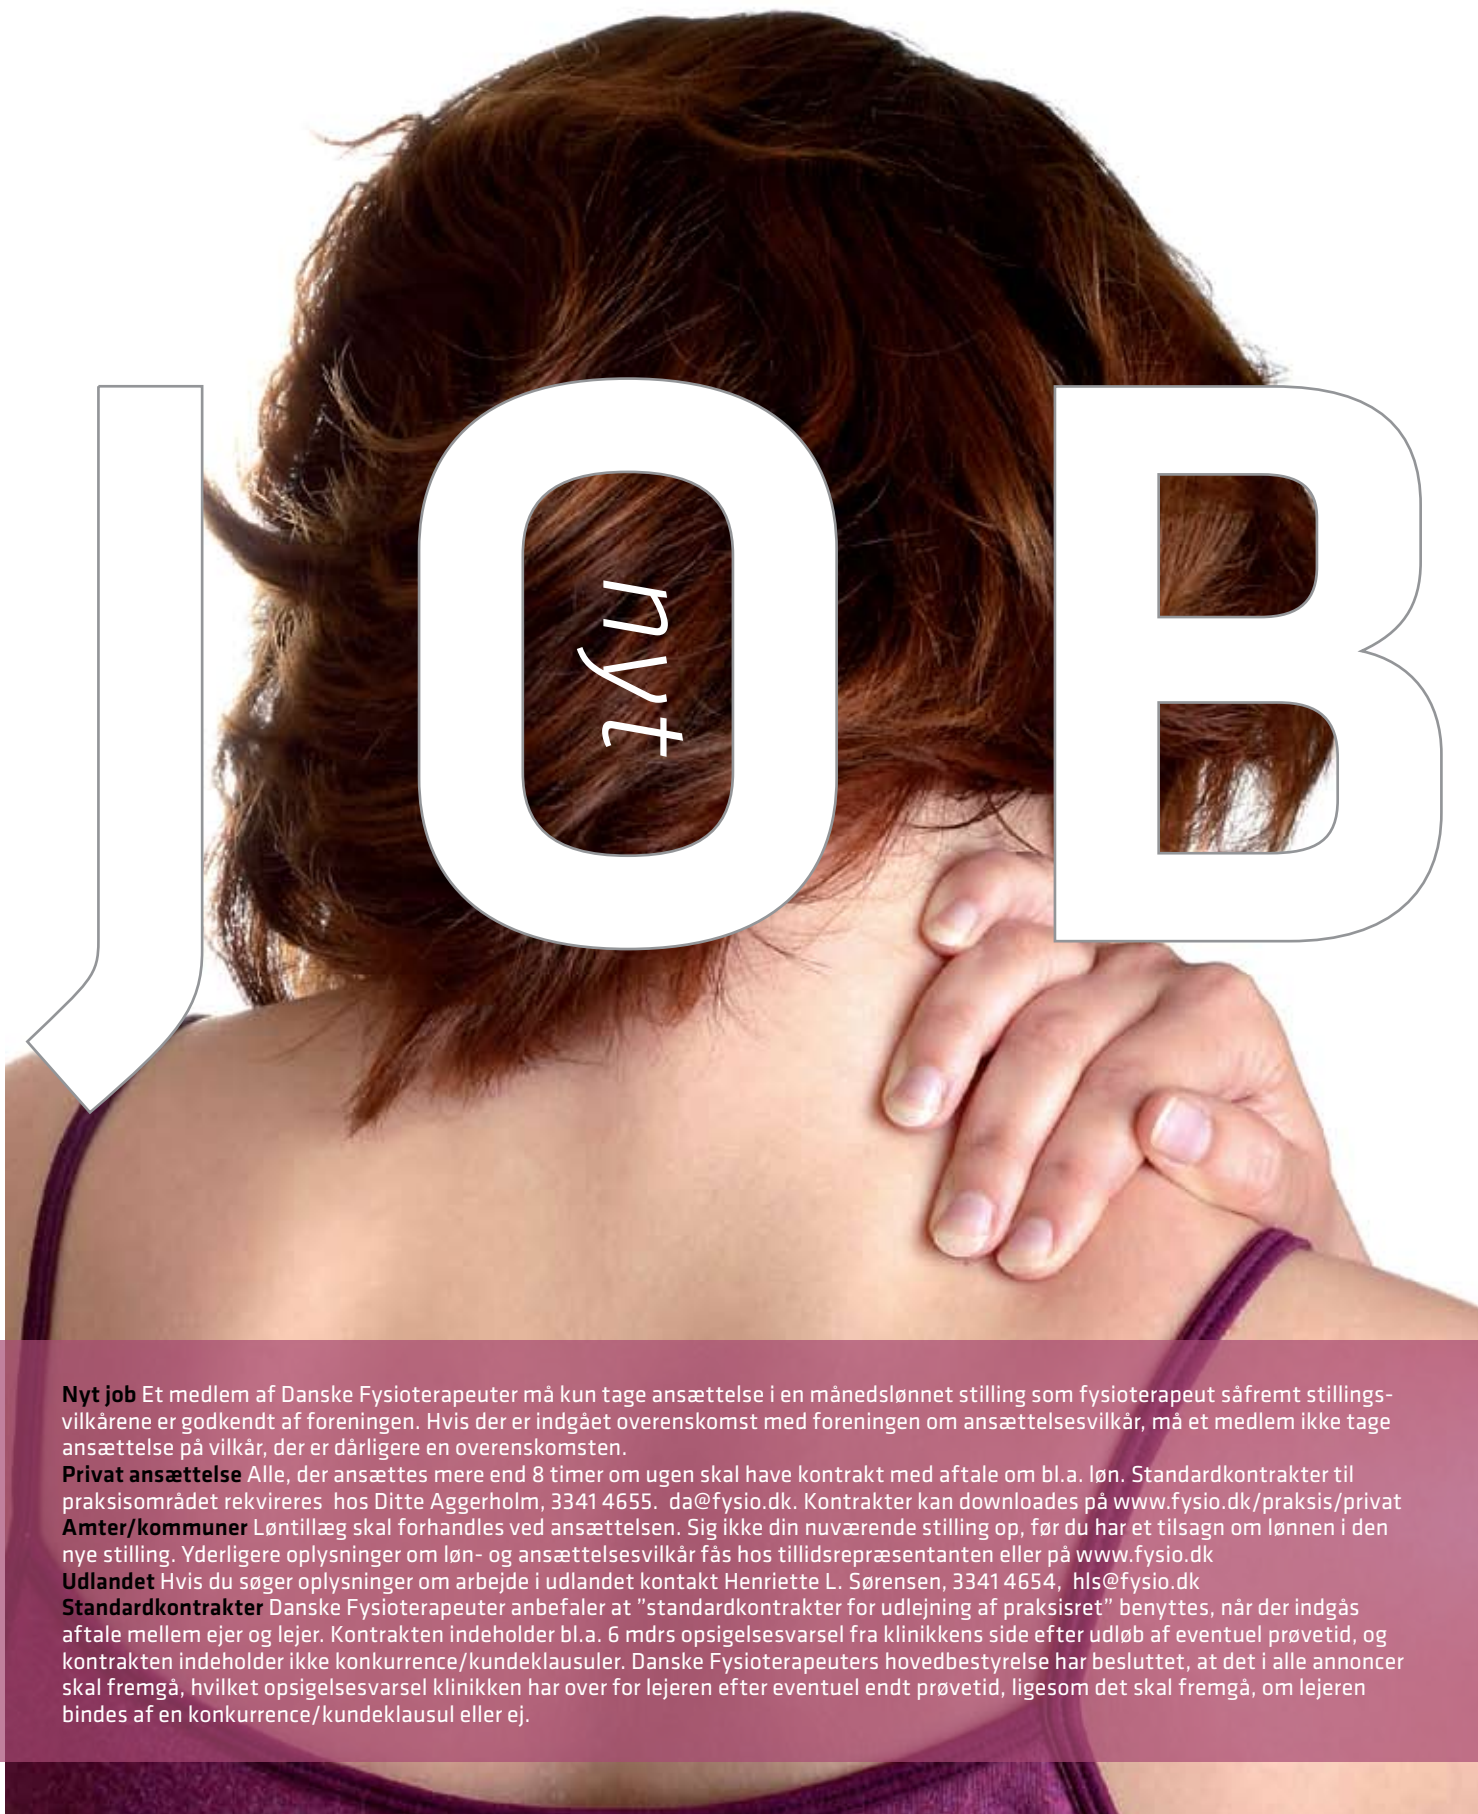 JOB
nyt
Nyt job Et medlem af Danske Fysioterapeuter må kun tage ansættelse i en månedslønnet stilling som fysioterapeut såfremt stillings-
vilkårene er godkendt af foreningen. Hvis der er indgået overenskomst med foreningen om ansættelsesvilkår, må et medlem ikke tage
ansættelse på vilkår, der er dårligere en overenskomsten.
Privat ansættelse Alle, der ansættes mere end 8 timer om ugen skal have kontrakt med aftale om bl.a. løn. Standardkontrakter til
praksisområdet rekvireres hos Ditte Aggerholm, 3341 4655. da@fysio.dk. Kontrakter kan downloades på www.fysio.dk/praksis/privat
Amter/kommuner Løntillæg skal forhandles ved ansættelsen. Sig ikke din nuværende stilling op, før du har et tilsagn om lønnen i den
nye stilling. Yderligere oplysninger om løn- og ansættelsesvilkår fås hos tillidsrepræsentanten eller på www.fysio.dk
Udlandet Hvis du søger oplysninger om arbejde i udlandet kontakt Henriette L. Sørensen, 3341 4654, hls@fysio.dk
Standardkontrakter Danske Fysioterapeuter anbefaler at ”standardkontrakter for udlejning af praksisret” benyttes, når der indgås
aftale mellem ejer og lejer. Kontrakten indeholder bl.a. 6 mdrs opsigelsesvarsel fra klinikkens side efter udløb af eventuel prøvetid, og
kontrakten indeholder ikke konkurrence/kundeklausuler. Danske Fysioterapeuters hovedbestyrelse har besluttet, at det i alle annoncer
skal fremgå, hvilket opsigelsesvarsel klinikken har over for lejeren efter eventuel endt prøvetid, ligesom det skal fremgå, om lejeren
bindes af en konkurrence/kundeklausul eller ej.